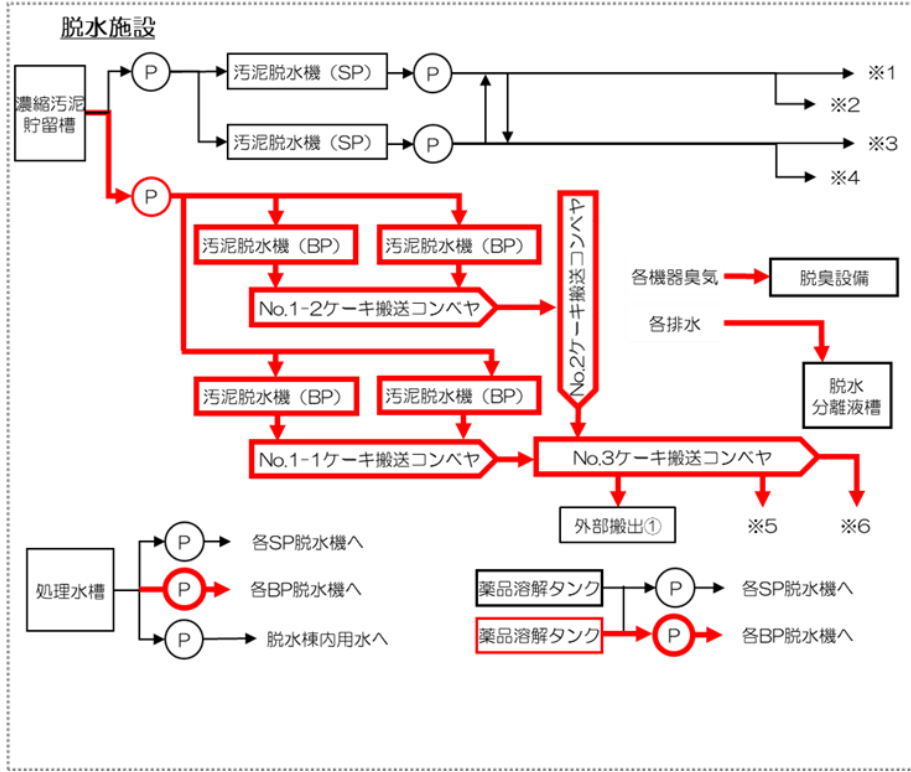 脱水施設
濃縮汚泥
貯留槽
P
汚泥脱水機（SP）
P
※1
※2
汚泥脱水機（SP）
P
※3
※4
P
汚泥脱水機（BP）
汚泥脱水機（BP）
No.1-2ケーキ搬送コンベヤ
No.2ケーキ搬送コンベヤ
各機器臭気
脱臭設備
各排水
脱水
分離液槽
汚泥脱水機（BP）
汚泥脱水機（BP）
No.1-1ケーキ搬送コンベヤ
No.3ケーキ搬送コンベヤ
外部搬出①
※5
※6
処理水槽
P
各SP脱水機へ
P
各BP脱水機へ
P
脱水棟内用水へ
薬品溶解タンク
P
各SP脱水機へ
薬品溶解タンク
P
各BP脱水機へ